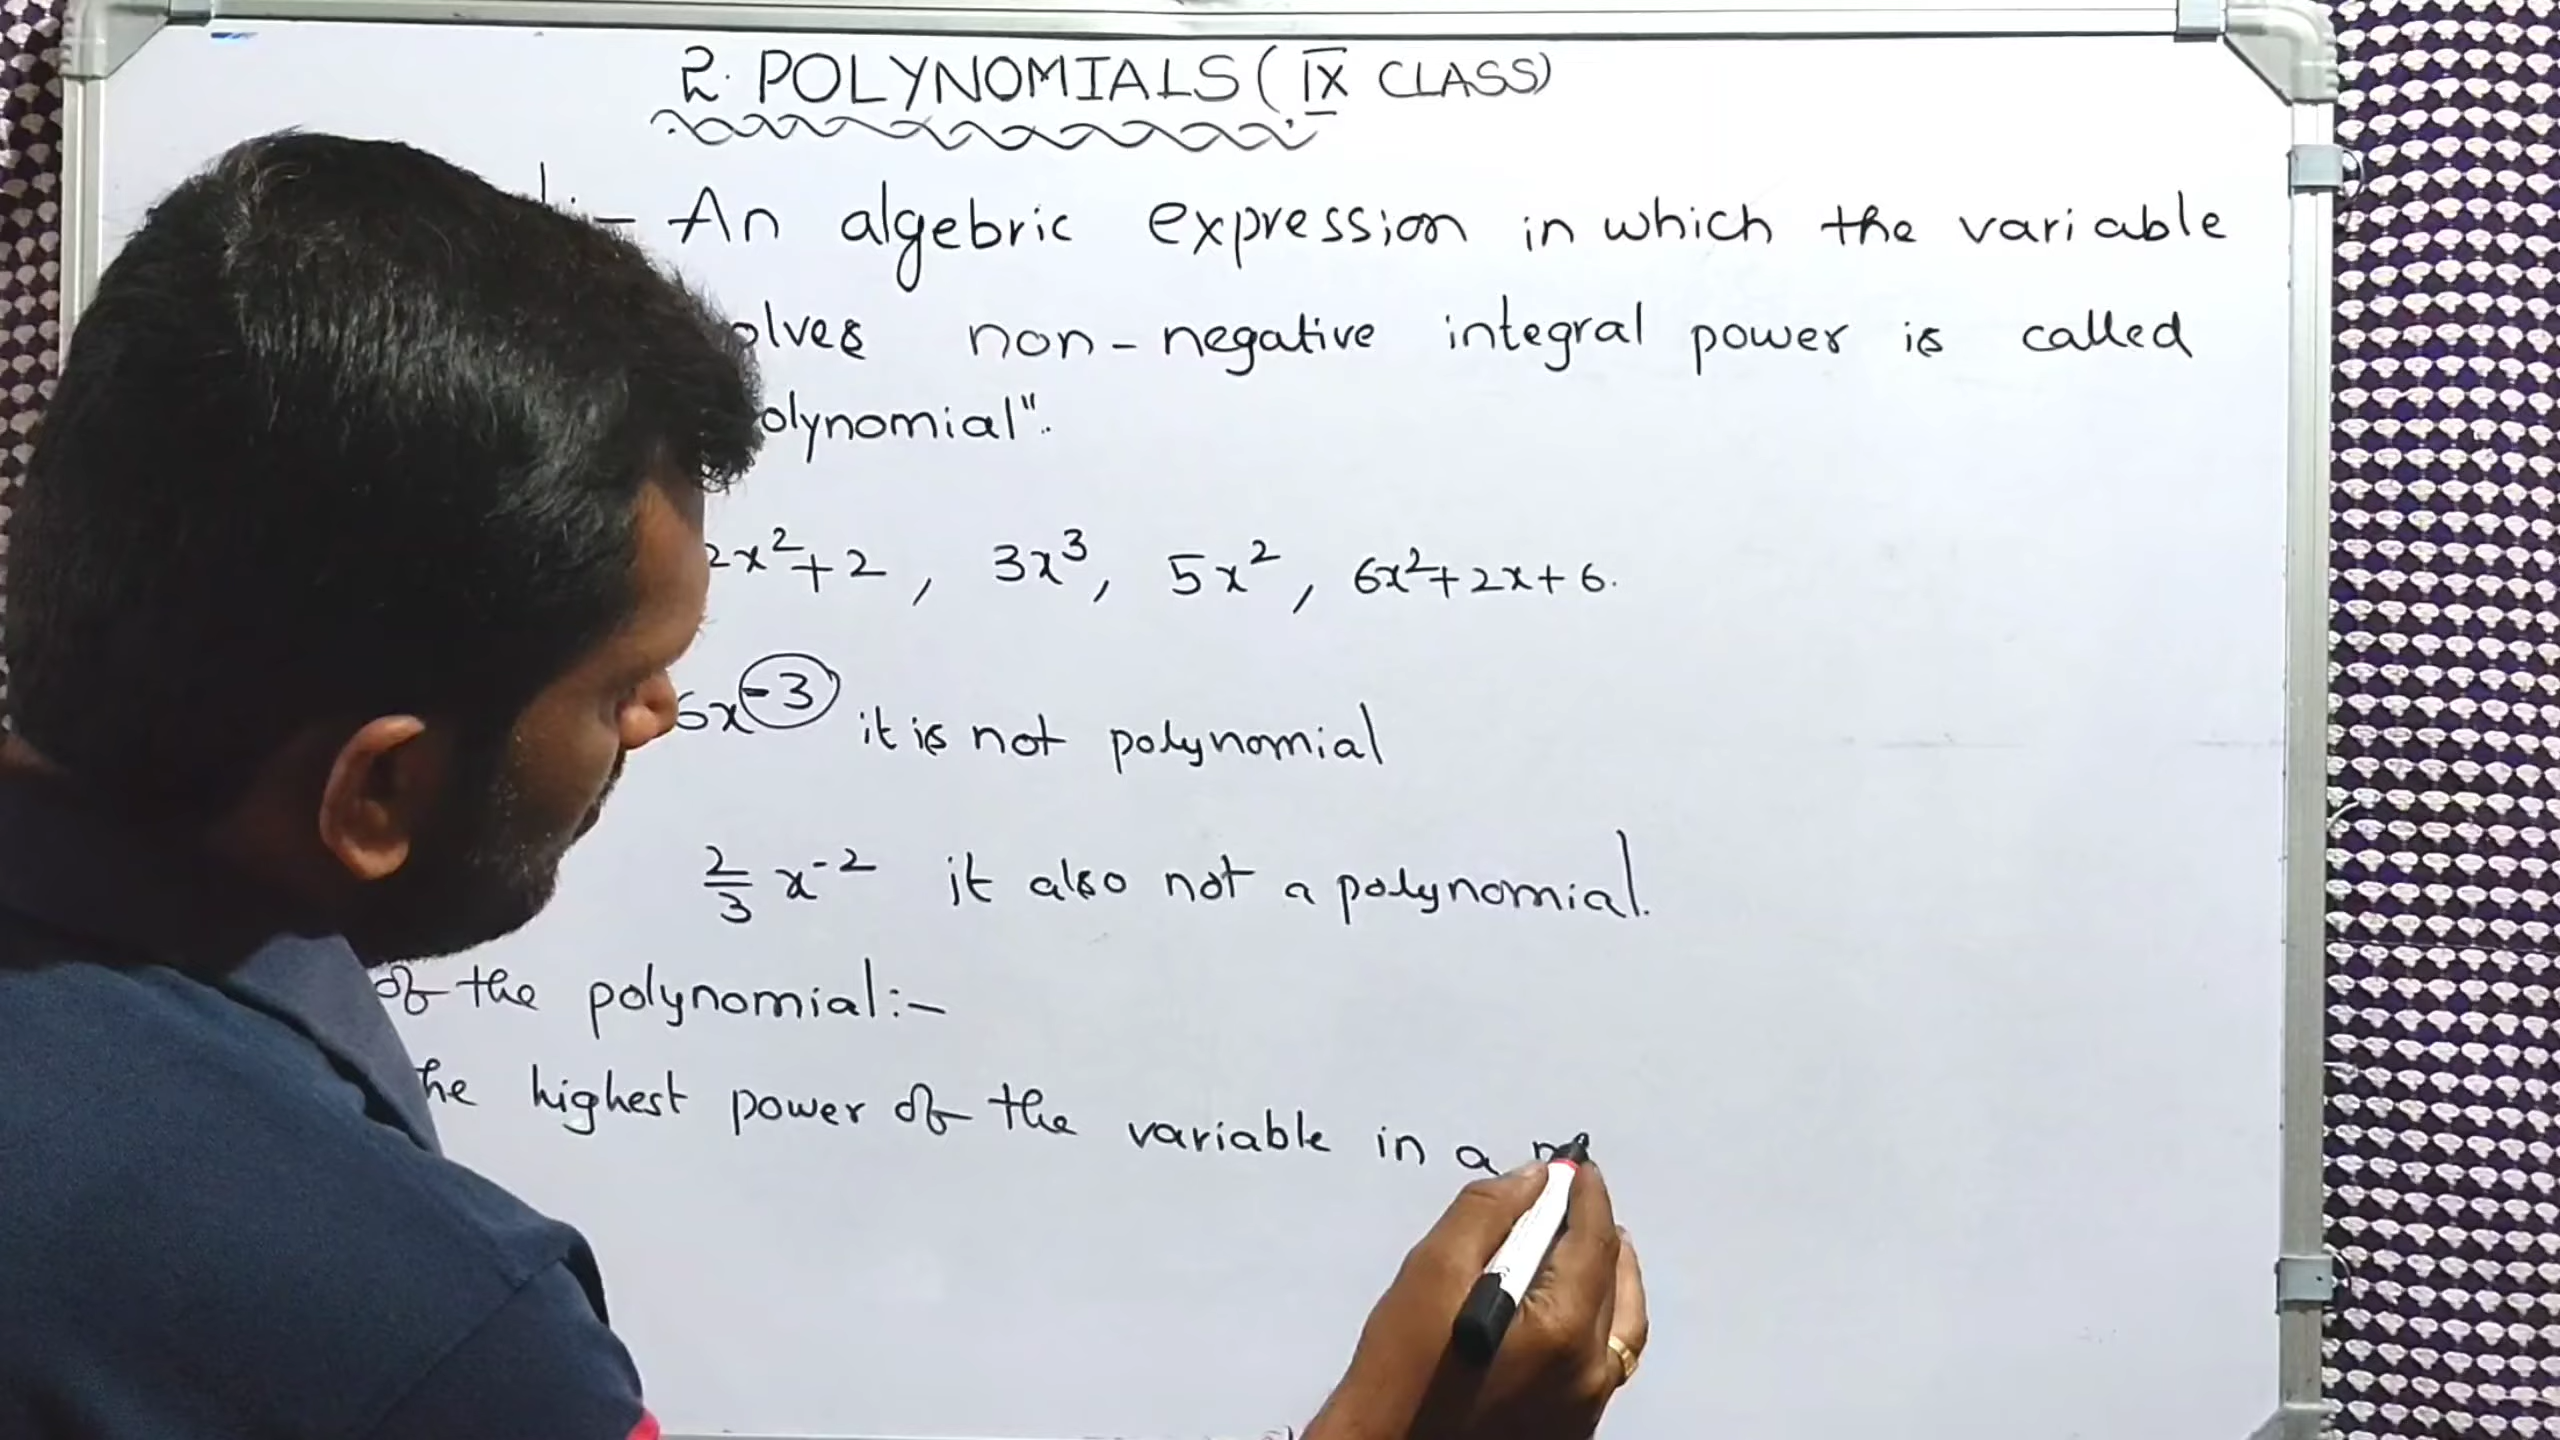 2. POLYNOMIALS (IX CLASS)
:- An algebric expression in which the variable
olves non-negative integral power is called
olynomial".
2x²+2, 3x³, 5x², 6x²+2x+6.
6x⁻³ it is not polynomial
2/3 x⁻² it also not a polynomial.
of the polynomial:-
he highest power of the variable in a